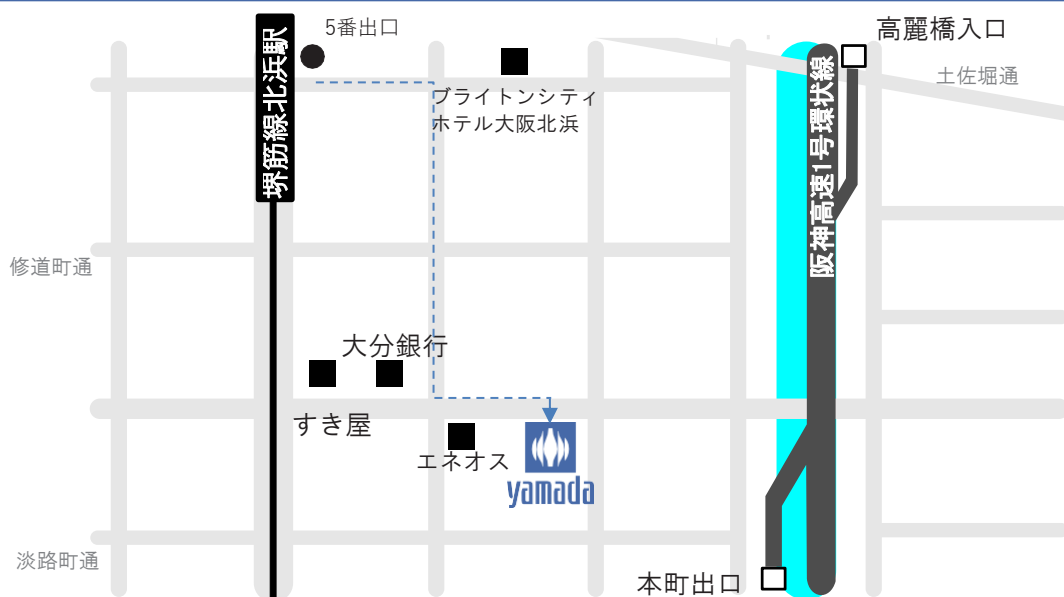 5番出口
高麗橋入口
堺筋線北浜駅
土佐堀通
ブライトンシティ
ホテル大阪北浜
阪神高速1号環状線
修道町通
大分銀行
すき屋
エネオス
yamada
淡路町通
本町出口